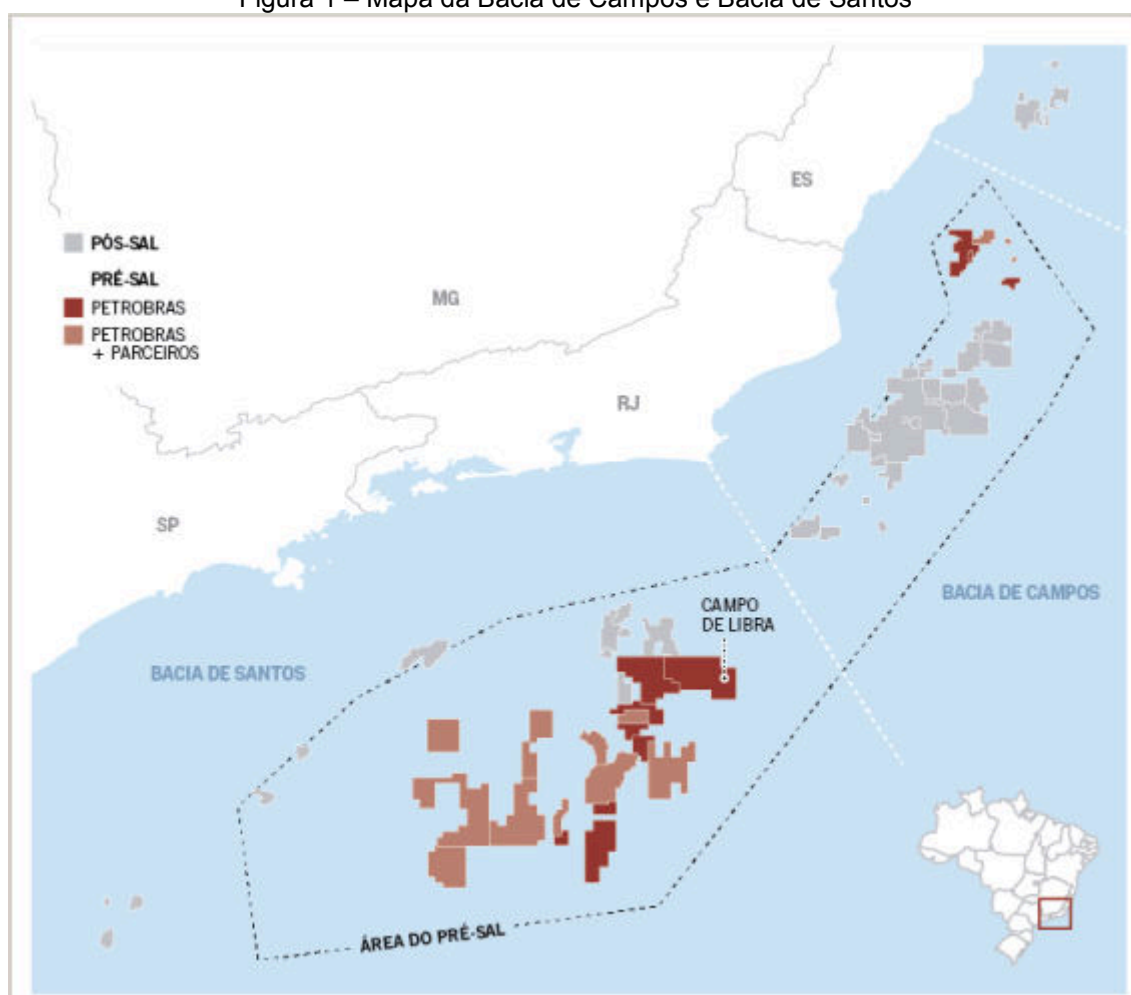 Figura 1 – Mapa da Bacia de Campos e Bacia de Santos
ES
PÓS-SAL
PRÉ-SAL
PETROBRAS
PETROBRAS
+ PARCEIROS
MG
RJ
SP
CAMPO
DE LIBRA
BACIA DE CAMPOS
BACIA DE SANTOS
ÁREA DO PRÉ-SAL